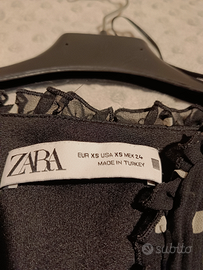 ZARA
EUR XS USA XS MEX 24
MADE IN TURKEY
subito